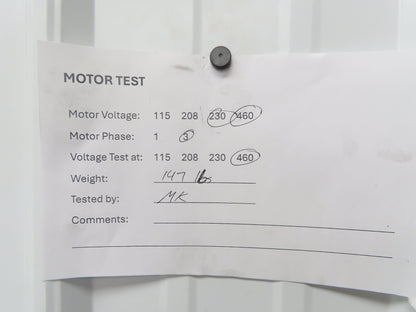 MOTOR TEST
Motor Voltage: 115 208 230 460
Motor Phase: 1 3
Voltage Test at: 115 208 230 460
Weight: 147 lbs
Tested by: MK
Comments: